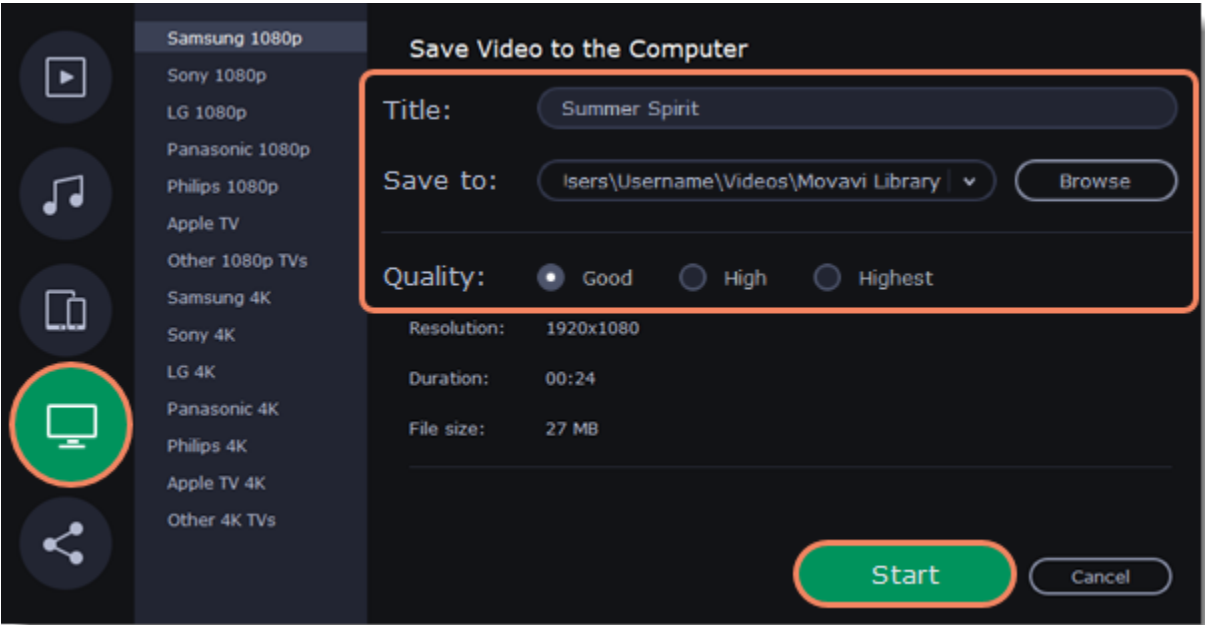 Samsung 1080p
Sony 1080p
LG 1080p
Panasonic 1080p
Philips 1080p
Apple TV
Other 1080p TVs
Samsung 4K
Sony 4K
LG 4K
Panasonic 4K
Philips 4K
Apple TV 4K
Other 4K TVs
Save Video to the Computer
Title: Summer Spirit
Save to: sers\Username\Videos\Movavi Library Browse
Quality: Good High Highest
Resolution: 1920x1080
Duration: 00:24
File size: 27 MB
Start Cancel